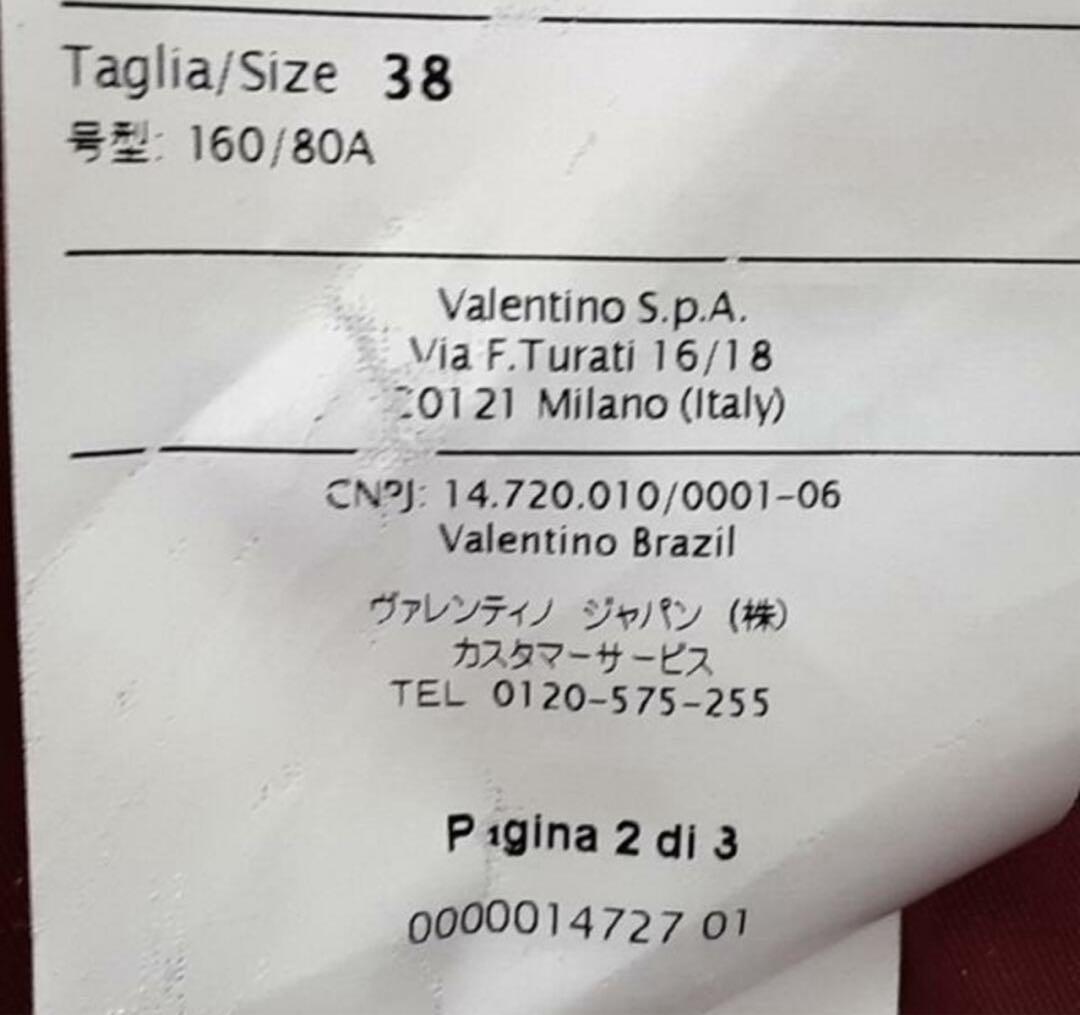 Taglia/Size 38
号型: 160/80A
Valentino S.p.A.
Via F.Turati 16/18
20121 Milano (Italy)
CNPJ: 14.720.010/0001-06
Valentino Brazil
ヴァレンティノ ジャパン (株)
カスタマーサービス
TEL 0120-575-255
Pagina 2 di 3
0000014727 01